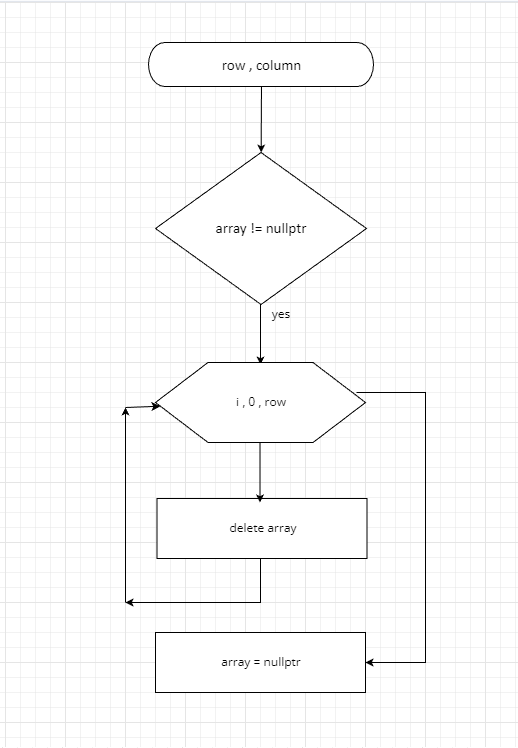 row , column
array != nullptr
yes
i , 0 , row
delete array
array = nullptr